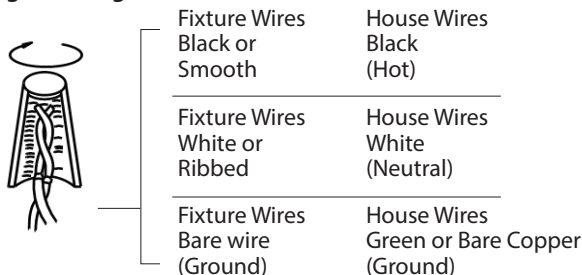 Fixture Wires House Wires
Black or Black
Smooth (Hot)
Fixture Wires House Wires
White or White
Ribbed (Neutral)
Fixture Wires House Wires
Bare wire Green or Bare Copper
(Ground) (Ground)